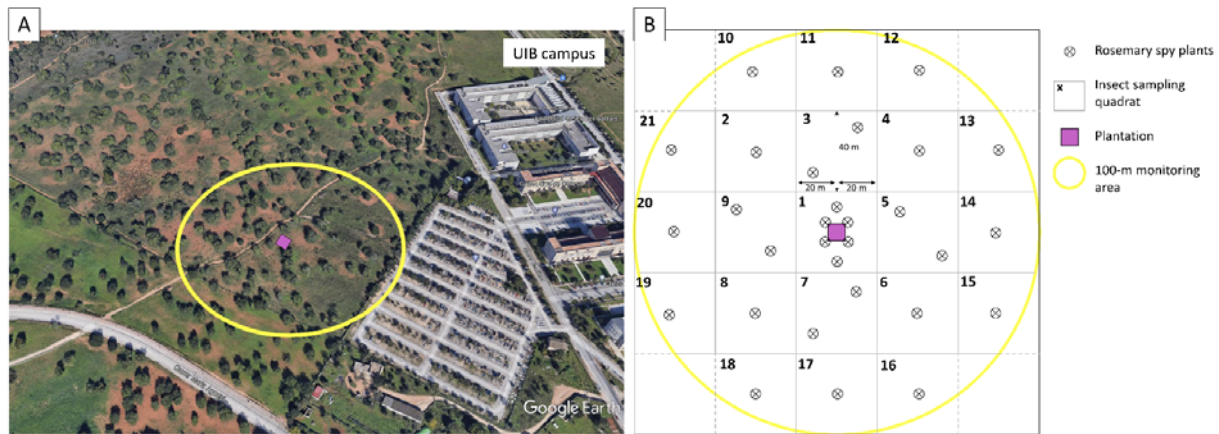 A
UIB campus
Google Earth
B
10 11 12
21 2 3 4 13
40 m
20 m 20 m
20 9 1 5 14
19 8 7 6 15
18 17 16
Rosemary spy plants
Insect sampling
quadrat
Plantation
100-m monitoring
area